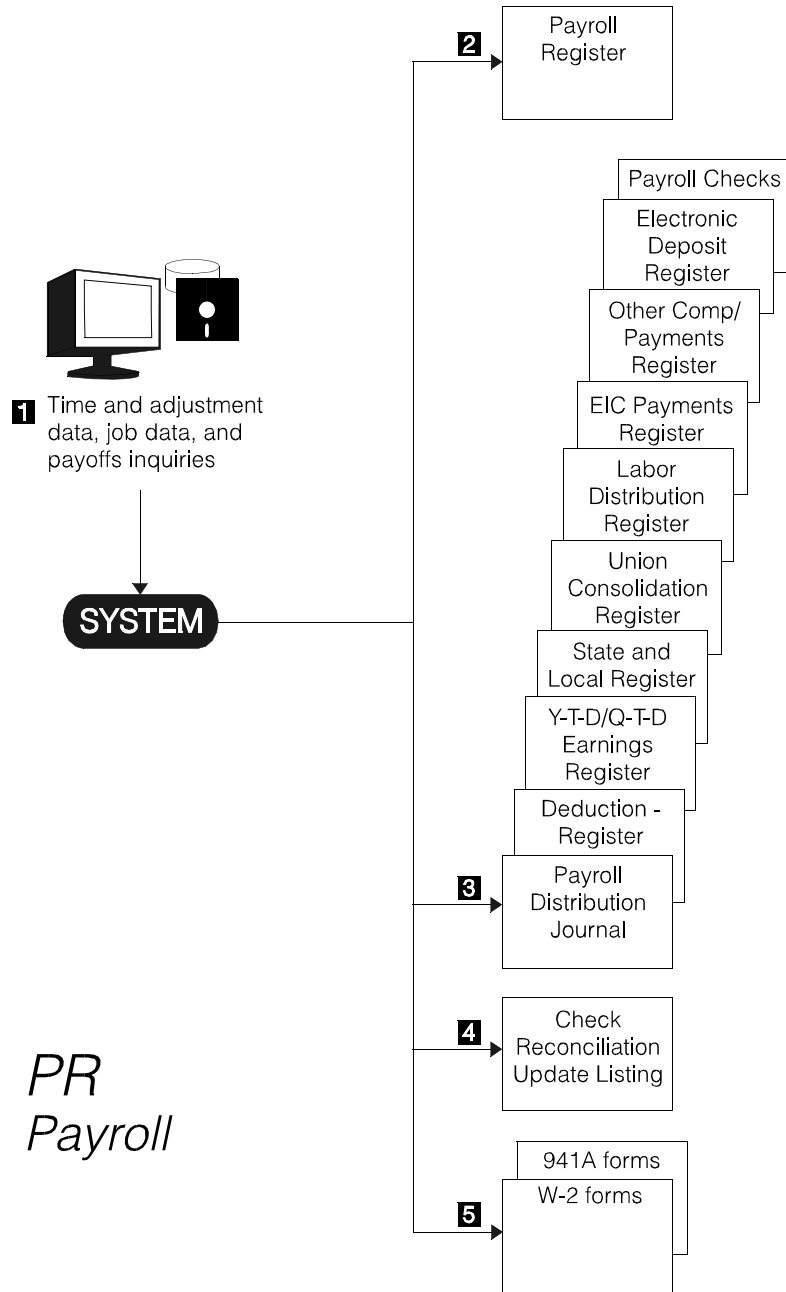 2
Payroll
Register
Payroll Checks
Electronic
Deposit
Register
Other Comp/
Payments
Register
EIC Payments
Register
Labor
Distribution
Register
Union
Consolidation
Register
State and
Local Register
Y-T-D/Q-T-D
Earnings
Register
Deduction -
Register
3
Payroll
Distribution
Journal
1 Time and adjustment
data, job data, and
payoffs inquiries
SYSTEM
4
Check
Reconciliation
Update Listing
PR
Payroll
941A forms
5
W-2 forms